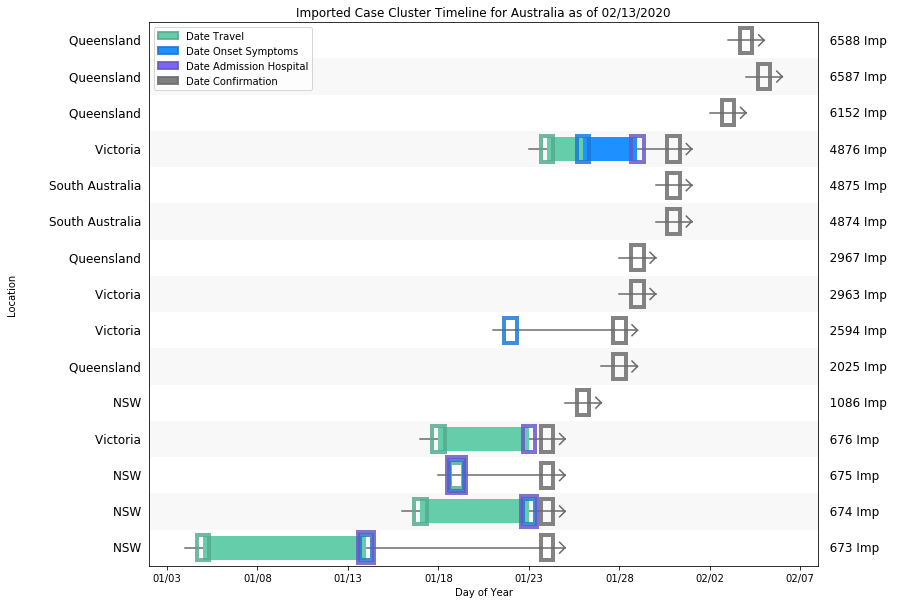 Imported Case Cluster Timeline for Australia as of 02/13/2020
Date Travel
Date Onset Symptoms
Date Admission Hospital
Date Confirmation
Queensland 6588 Imp
Queensland 6587 Imp
Queensland 6152 Imp
Victoria 4876 Imp
South Australia 4875 Imp
South Australia 4874 Imp
Queensland 2967 Imp
Victoria 2963 Imp
Victoria 2594 Imp
Queensland 2025 Imp
NSW 1086 Imp
Victoria 676 Imp
NSW 675 Imp
NSW 674 Imp
NSW 673 Imp
Location
01/03 01/08 01/13 01/18 01/23 01/28 02/02 02/07
Day of Year